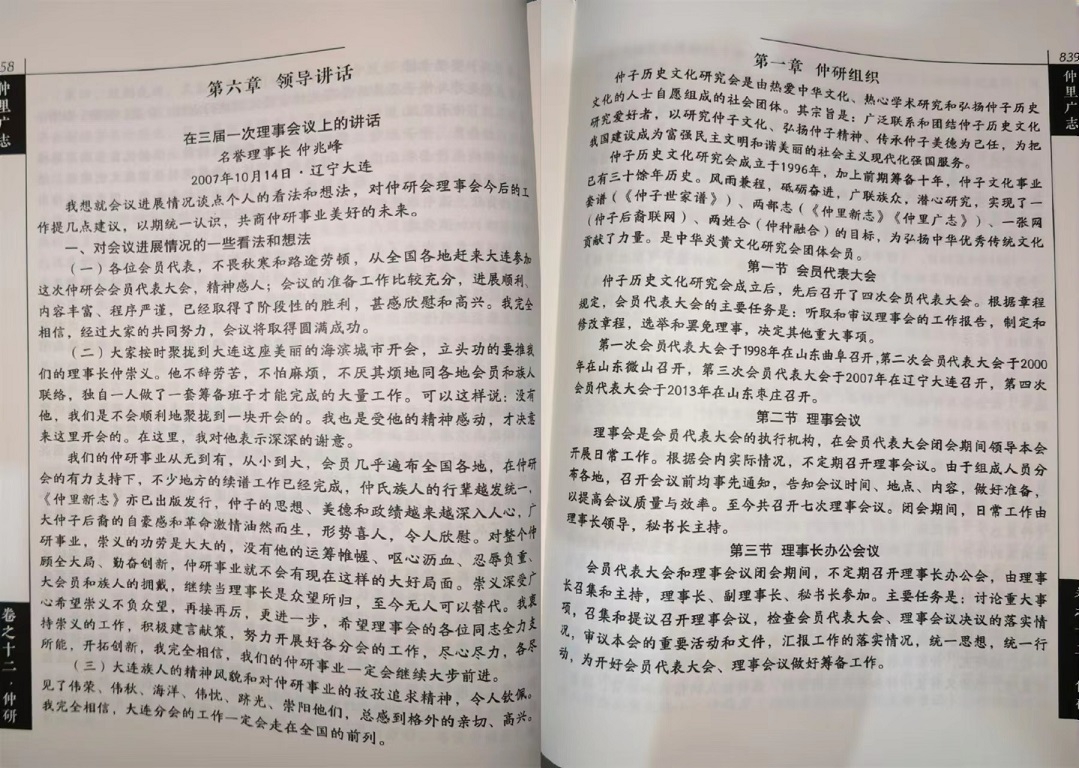 58
仲里广志
第六章 领导讲话
在三届一次理事会议上的讲话
名誉理事长 仲兆峰
2007年10月14日·辽宁大连
我想就会议进展情况谈点个人的看法和想法，对仲研会理事会今后的工
作提几点建议，以期统一认识，共商仲研事业美好的未来。
一、对会议进展情况的一些看法和想法
（一）各位会员代表，不畏秋寒和路途劳顿，从全国各地赶来大连参加
这次仲研会会员代表大会，精神感人；会议的准备工作比较充分，进展顺利、
内容丰富、程序严谨，已经取得了阶段性的胜利，甚感欣慰和高兴。我完全
相信，经过大家的共同努力，会议将取得圆满成功。
（二）大家按时聚拢到大连这座美丽的海滨城市开会，立头功的要推我
们的理事长仲崇义。他不辞劳苦，不怕麻烦，不厌其烦地同各地会员和族人
联络，独自一人做了一套筹备班子才能完成的大量工作。可以这样说：没有
他，我们是不会顺利地聚拢到一块开会的。我也是受他的精神感动，才决意
来这里开会的。在这里，我对他表示深深的谢意。
我们的仲研事业从无到有，从小到大，会员几乎遍布全国各地，在仲研
会的有力支持下，不少地方的续谱工作已经完成，仲氏族人的行辈越发统一，
《仲里新志》亦已出版发行，仲子的思想、美德和政绩越来越深入人心，广
大仲子后裔的自豪感和革命激情油然而生，形势喜人，令人欣慰。对整个仲
研事业，崇义的功劳是大大的，没有他的运筹帷幄、呕心沥血、忍辱负重、
顾全大局、勤奋创新，仲研事业就不会有现在这样的大好局面。崇义深受广
大会员和族人的拥戴，继续当理事长是众望所归，至今无人可以替代。我衷
心希望崇义不负众望，再接再厉，更进一步，希望理事会的各位同志全力支
持崇义的工作，积极建言献策，努力开展好各分会的工作，尽心尽力，各尽
所能，开拓创新，我完全相信，我们的仲研事业一定会继续大步前进。
（三）大连族人的精神风貌和对仲研事业的孜孜追求精神，令人钦佩。
见了伟荣、伟秋、海洋、伟忱、跻光、崇阳他们，总感到格外的亲切、高兴。
我完全相信，大连分会的工作一定会走在全国的前列。
卷之十二·仲研
839
仲里广志
第一章 仲研组织
仲子历史文化研究会是由热爱中华文化、热心学术研究和弘扬仲子历史
文化的人士自愿组成的社会团体。其宗旨是：广泛联系和团结仲子历史文化
研究爱好者，以研究仲子文化、弘扬仲子精神、传承仲子美德为己任，为把
我国建设成为富强民主文明和谐美丽的社会主义现代化强国服务。
仲子历史文化研究会成立于1996年，加上前期筹备十年，仲子文化事业
已有三十馀年历史。风雨兼程，砥砺奋进，广联族众，潜心研究，实现了一
套谱（《仲子世家谱》）、两部志（《仲里新志》《仲里广志》）、一张网
（仲子后裔联网）、两姓合（仲种融合）的目标，为弘扬中华优秀传统文化
贡献了力量。是中华炎黄文化研究会团体会员。
第一节 会员代表大会
仲子历史文化研究会成立后，先后召开了四次会员代表大会。根据章程
规定，会员代表大会的主要任务是：听取和审议理事会的工作报告，制定和
修改章程，选举和罢免理事，决定其他重大事项。
第一次会员代表大会于1998年在山东曲阜召开，第二次会员代表大会于2000
年在山东微山召开，第三次会员代表大会于2007年在辽宁大连召开，第四次
会员代表大会于2013年在山东枣庄召开。
第二节 理事会议
理事会是会员代表大会的执行机构，在会员代表大会闭会期间领导本会
开展日常工作。根据会内实际情况，不定期召开理事会议。由于组成人员分
布各地，召开会议前均事先通知，告知会议时间、地点、内容，做好准备，
以提高会议质量与效率。至今共召开七次理事会议。闭会期间，日常工作由
理事长领导，秘书长主持。
第三节 理事长办公会议
会员代表大会和理事会议闭会期间，不定期召开理事长办公会，由理事
长召集和主持，理事长、副理事长、秘书长参加。主要任务是：讨论重大事
项，召集和提议召开理事会议，检查会员代表大会、理事会议决议的落实情
况，审议本会的重要活动和文件，汇报工作的落实情况，统一思想，统一行
动，为开好会员代表大会、理事会议做好筹备工作。